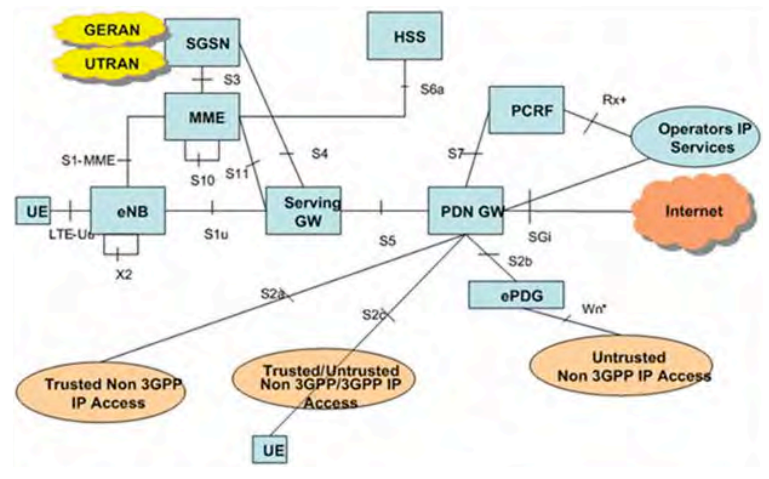 GERAN
SGSN
HSS
UTRAN
S3
S6a
PCRF
Rx+
MME
Operators IP
Services
S1-MME
S10
S11
S4
S7
UE
eNB
Serving
GW
PDN GW
Internet
LTE-Uu
S1u
S5
SGi
X2
S2b
S2a
ePDG
S2c
Wn*
Trusted Non 3GPP
IP Access
Trusted/Untrusted
Non 3GPP/3GPP IP
Access
Untrusted
Non 3GPP IP Access
UE